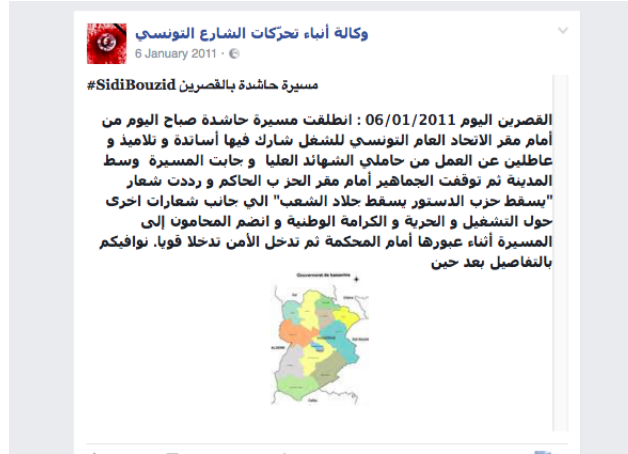 وكالة أنباء تحرّكات الشارع التونسي
6 January 2011 ·
مسيرة حاشدة بالقصرين #SidiBouzid
القصرين اليوم 06/01/2011 : انطلقت مسيرة حاشدة صباح اليوم من
أمام مقر الاتحاد العام التونسي للشغل شارك فيها أساتدة و تلاميذ و
عاطلين عن العمل من حاملي الشهائد العليا و جابت المسيرة وسط
المدينة ثم توقفت الجماهير أمام مقر الحز ب الحاكم و رددت شعار
"يسقط حزب الدستور يسقط جلاد الشعب" الي جانب شعارات اخرى
حول التشغيل و الحرية و الكرامة الوطنية و انضم المحامون إلى
المسيرة أثناء عبورها أمام المحكمة ثم تدخل الأمن تدخلا قويا. نوافيكم
بالتفاصيل بعد حين
Gouvernorat de kasserine